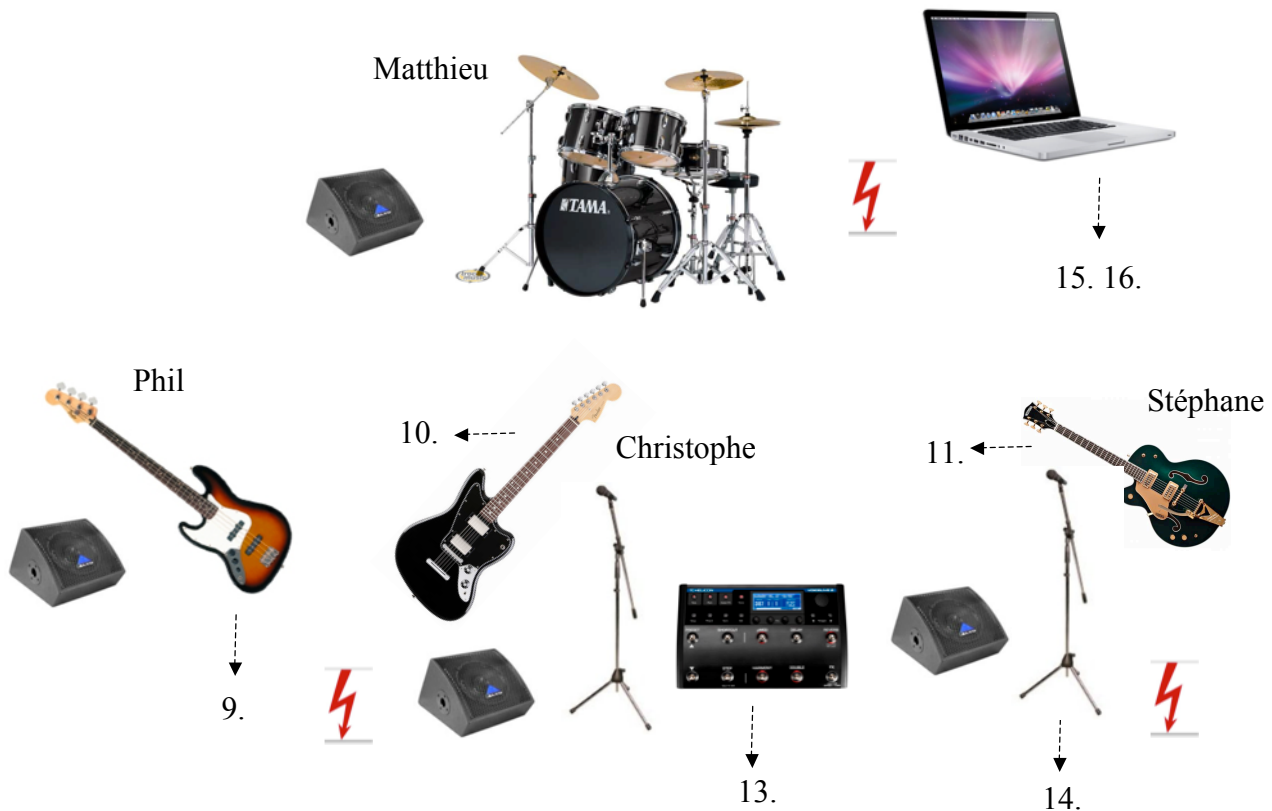 Matthieu
TAMA
15. 16.
Phil
10.
Christophe
Stéphane
11.
9.
13.
14.